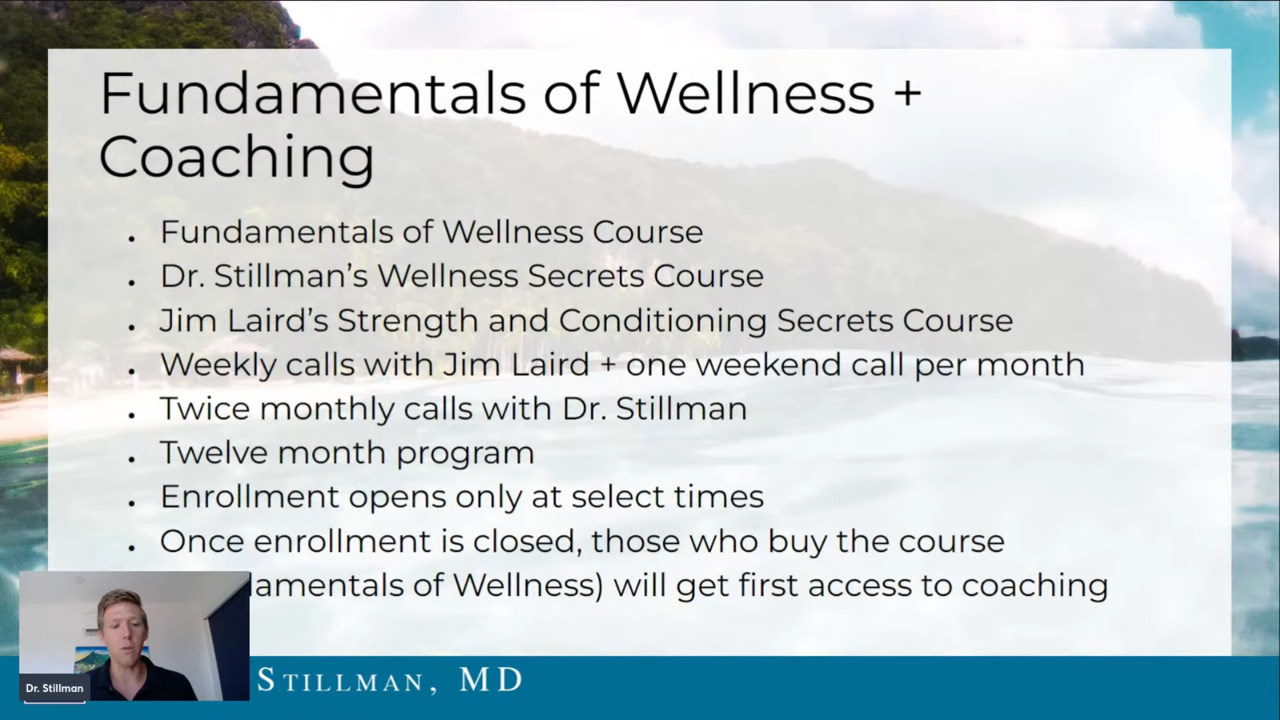 Fundamentals of Wellness +
Coaching
. Fundamentals of Wellness Course
. Dr. Stillman’s Wellness Secrets Course
. Jim Laird’s Strength and Conditioning Secrets Course
. Weekly calls with Jim Laird + one weekend call per month
. Twice monthly calls with Dr. Stillman
. Twelve month program
. Enrollment opens only at select times
. Once enrollment is closed, those who buy the course
of Wellness) will get first access to coaching
Dr. Stillman
STILLMAN, MD